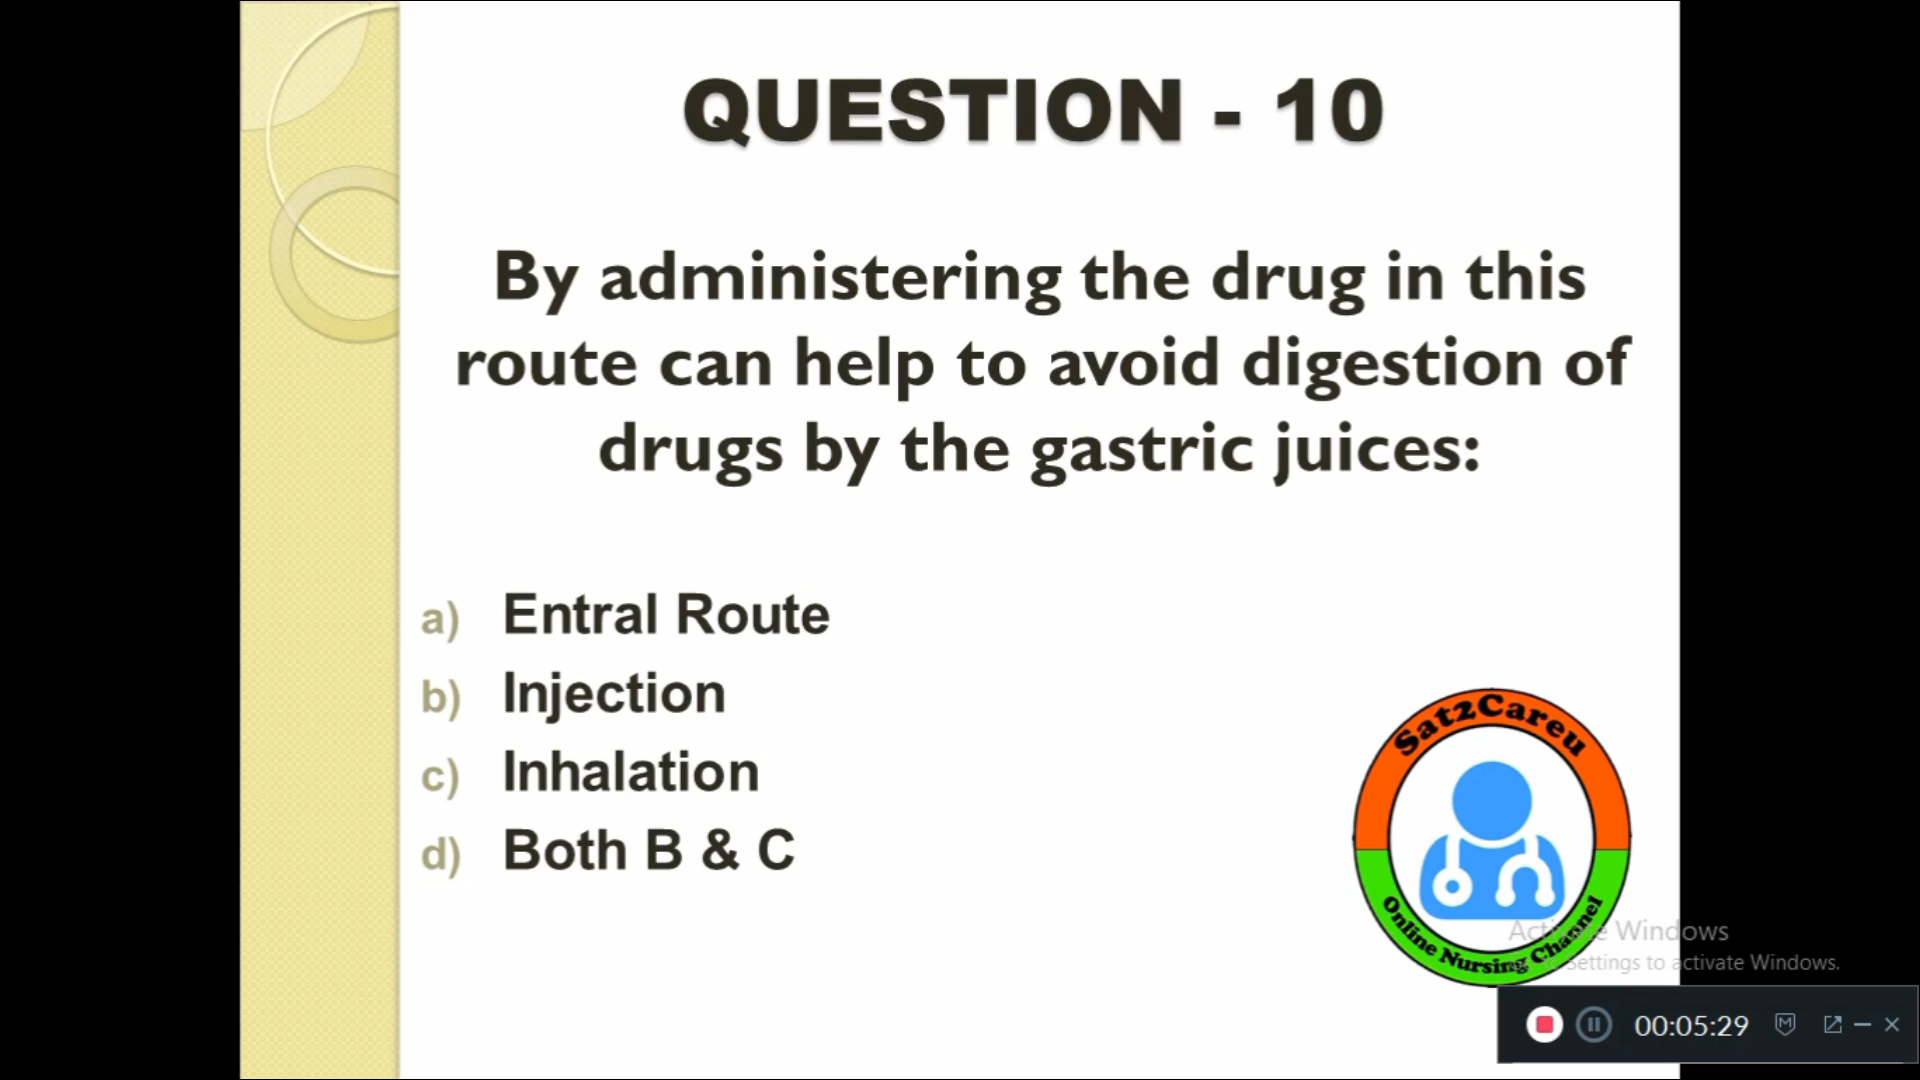 QUESTION - 10
By administering the drug in this
route can help to avoid digestion of
drugs by the gastric juices:
a) Entral Route
b) Injection
c) Inhalation
d) Both B & C
Sat2Careu
Online Nursing Channel
Activate Windows
Settings to activate Windows.
00:05:29